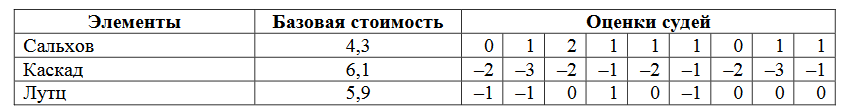 Элементы Базовая стоимость Оценки судей
Сальхов 4,3 0 1 2 1 1 1 0 1 1
Каскад 6,1 –2 –3 –2 –1 –2 –1 –2 –3 –1
Лутц 5,9 –1 –1 0 1 0 –1 0 0 0